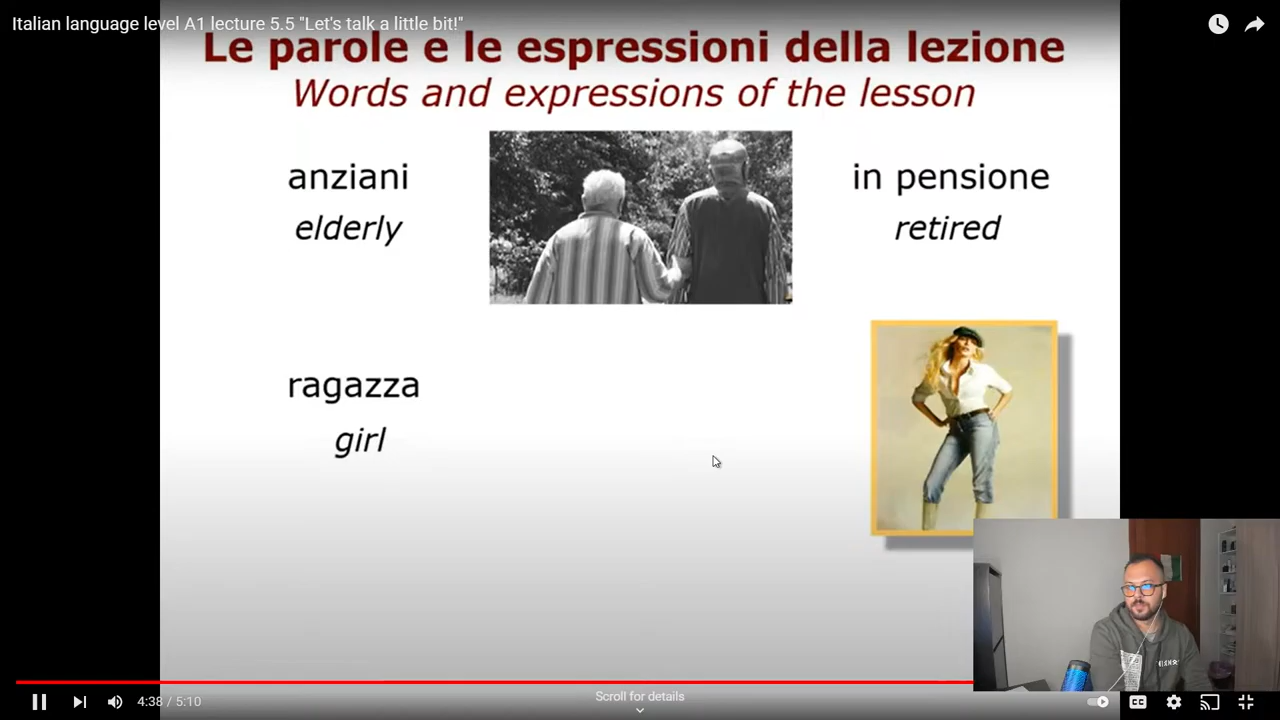 Italian language level A1 lecture 5.5 "Let's talk a little bit!"
Le parole e le espressioni della lezione
Words and expressions of the lesson
anziani
in pensione
elderly
retired
ragazza
girl
4:38 / 5:10
Scroll for details
CC